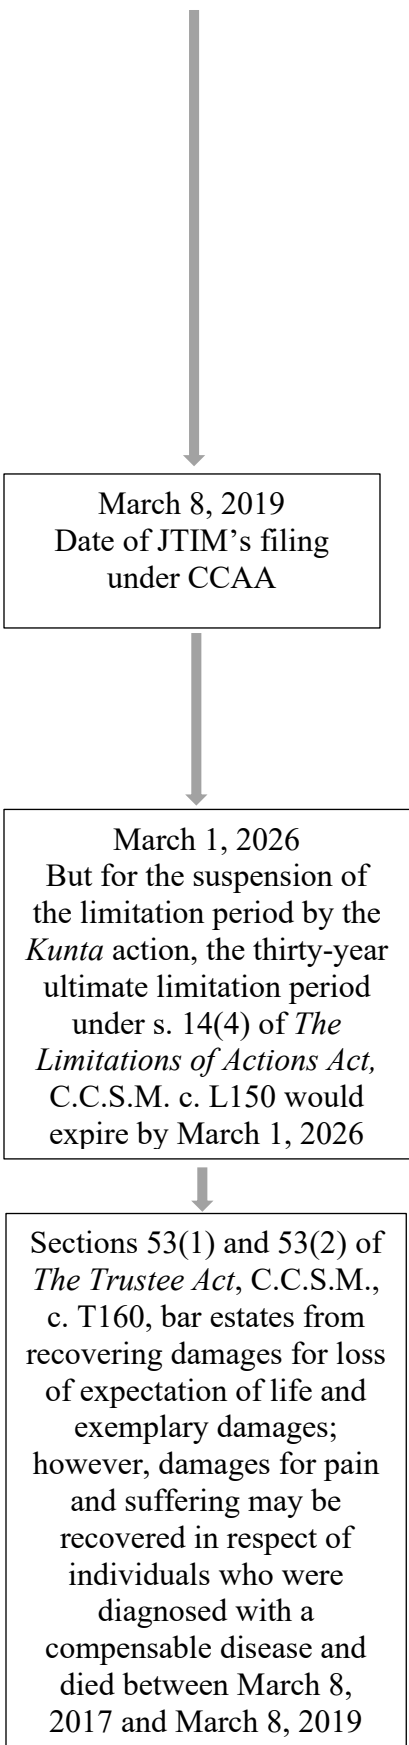 March 8, 2019
Date of JTIM’s filing
under CCAA
March 1, 2026
But for the suspension of
the limitation period by the
Kunta action, the thirty-year
ultimate limitation period
under s. 14(4) of The
Limitations of Actions Act,
C.C.S.M. c. L150 would
expire by March 1, 2026
Sections 53(1) and 53(2) of
The Trustee Act, C.C.S.M.,
c. T160, bar estates from
recovering damages for loss
of expectation of life and
exemplary damages;
however, damages for pain
and suffering may be
recovered in respect of
individuals who were
diagnosed with a
compensable disease and
died between March 8,
2017 and March 8, 2019